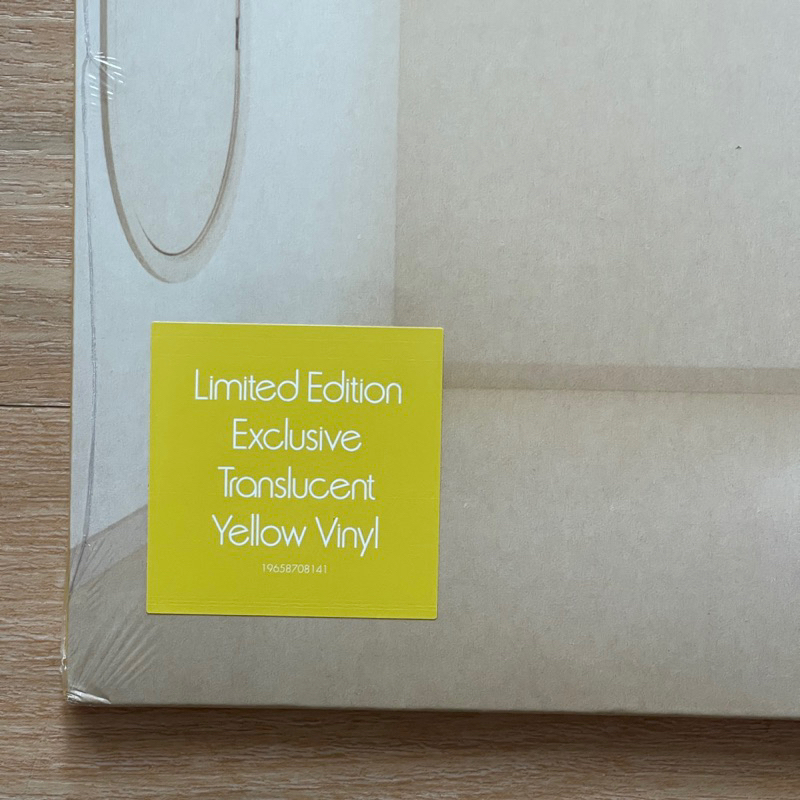 Limited Edition
Exclusive
Translucent
Yellow Vinyl
19658708141